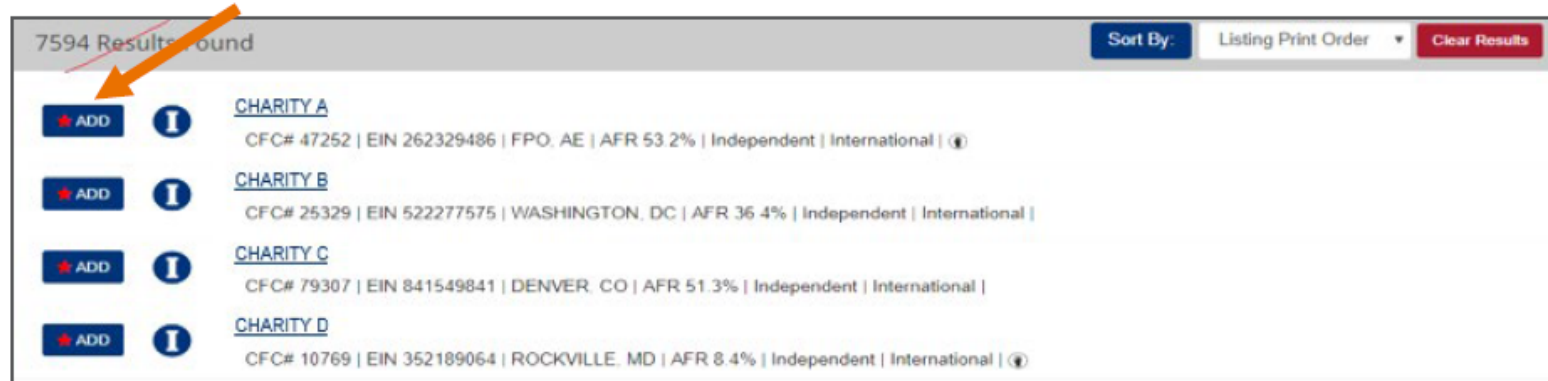 7594 Results Found
Sort By: Listing Print Order Clear Results
ADD I CHARITY A
CFC# 47252 | EIN 262329486 | FPO, AE | AFR 53.2% | Independent | International |
ADD I CHARITY B
CFC# 25329 | EIN 522277575 | WASHINGTON, DC | AFR 36.4% | Independent | International |
ADD I CHARITY C
CFC# 79307 | EIN 841549841 | DENVER, CO | AFR 51.3% | Independent | International |
ADD I CHARITY D
CFC# 10769 | EIN 352189064 | ROCKVILLE, MD | AFR 8.4% | Independent | International |